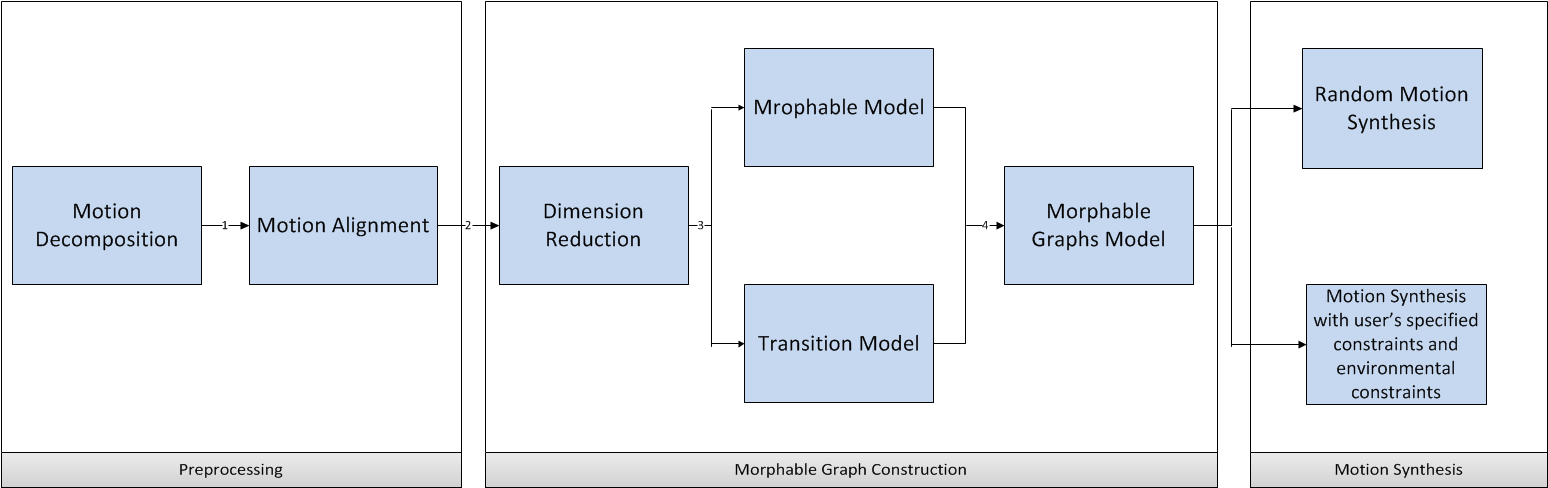 Motion
Decomposition
1
Motion Alignment
2
Dimension
Reduction
3
Mrophable Model
Transition Model
4
Morphable
Graphs Model
Random Motion
Synthesis
Motion Synthesis
with user's specified
constraints and
environmental
constraints
Preprocessing
Morphable Graph Construction
Motion Synthesis